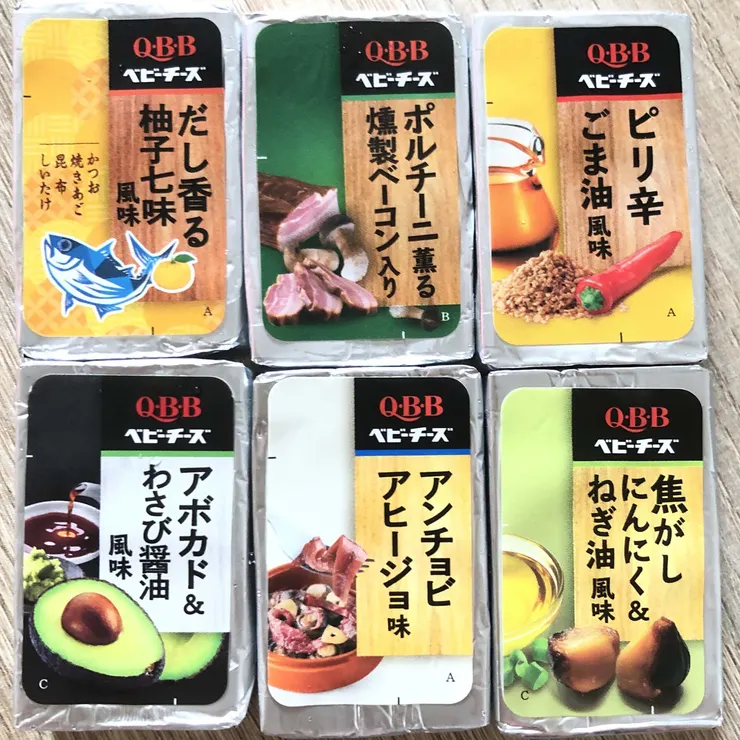 Q·B·B
ベビーチーズ
だし香る
柚子七味
風味
かつお
焼きあご
昆布
しいたけ
A
Q·B·B
ベビーチーズ
ポルチーニ薫る
燻製ベーコン入り
B
Q·B·B
ベビーチーズ
ピリ辛
ごま油風味
A
Q·B·B
ベビーチーズ
アボカド&
わさび醤油
風味
C
Q·B·B
ベビーチーズ
アンチョビ
アヒージョ味
A
Q·B·B
ベビーチーズ
焦がし
にんにく&
ねぎ油風味
C